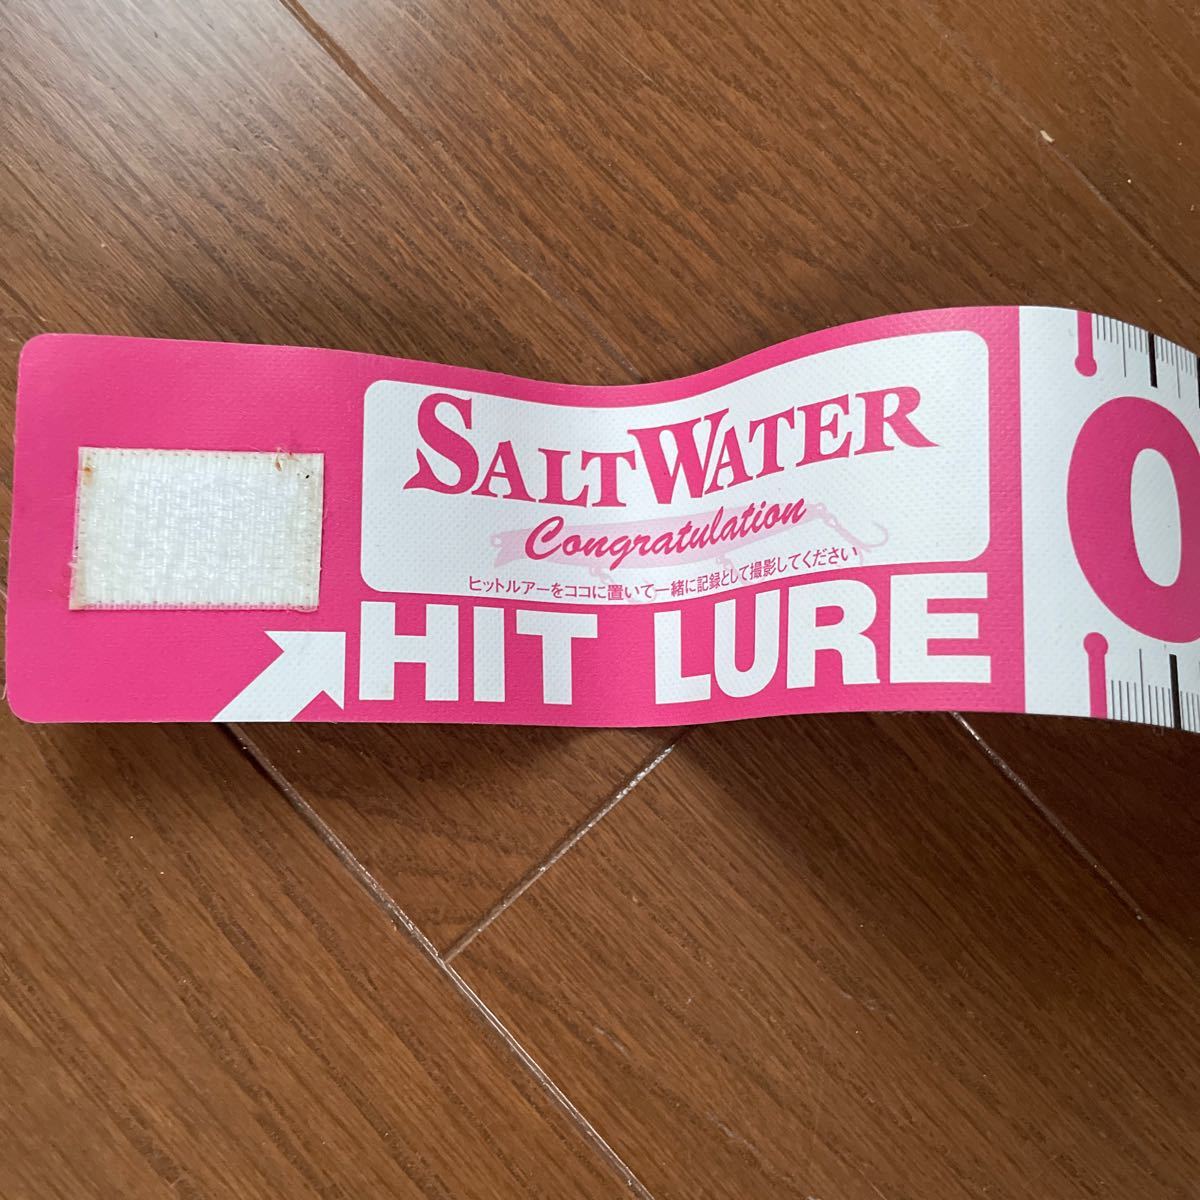 SALTWATER
Congratulation
ヒットルアーをココに置いて一緒に記録として撮影してください
HIT LURE
0